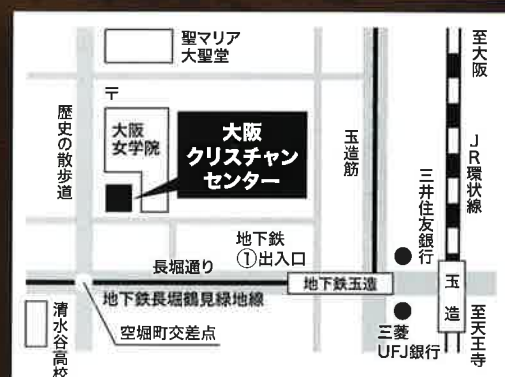 聖マリア
大聖堂
〒
歴史の散歩道
大阪
女学院
大阪
クリスチャン
センター
玉造筋
至大阪
JR環状線
三井住友銀行
地下鉄
①出入口
長堀通り
地下鉄玉造
地下鉄長堀鶴見緑地線
玉造
清水谷高校
空堀町交差点
三菱
UFJ銀行
至天王寺